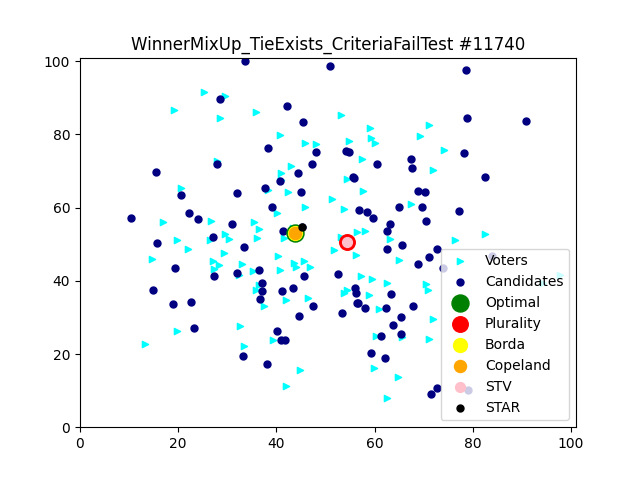 WinnerMixUp_TieExists_CriteriaFailTest #11740
100
80
60
40
20
0
0 20 40 60 80 100
Voters
Candidates
Optimal
Plurality
Borda
Copeland
STV
STAR